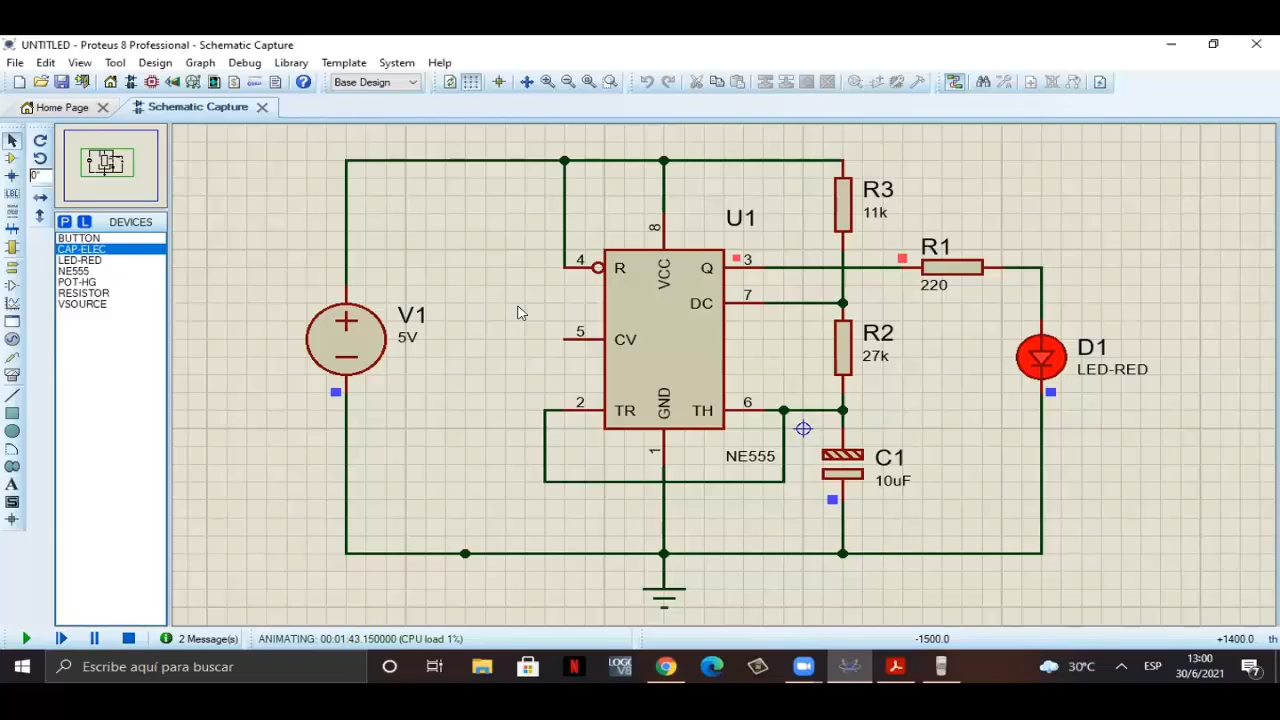 UNTITLED - Proteus 8 Professional - Schematic Capture
File Edit View Tool Design Graph Debug Library Template System Help
Base Design
Home Page Schematic Capture
0°
LBL
P L DEVICES
BUTTON
CAP-ELEC
LED-RED
NE555
POT-HG
RESISTOR
VSOURCE
A
S
R3
11k
U1
8
R1
220
4 R VCC Q 3
DC 7
V1
5V
5 CV
R2
27k
D1
LED-RED
2 TR GND TH 6
1
NE555
C1
10uF
2 Message(s) ANIMATING: 00:01:43.150000 (CPU load 1%) -1500.0 +1400.0 th
Escribe aquí para buscar
N
30°C ESP
13:00
30/6/2021
7